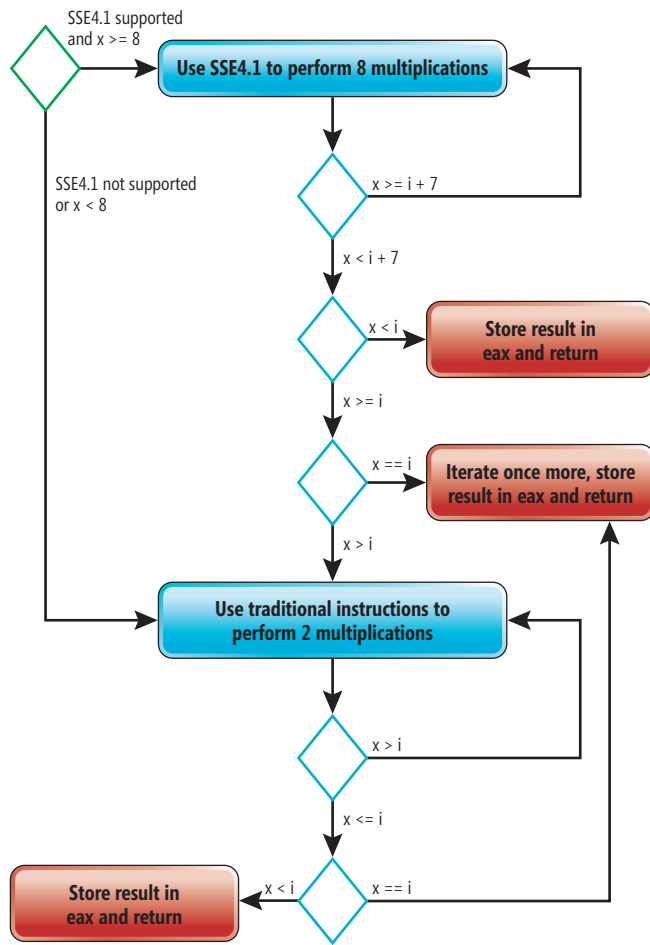 SSE4.1 supported
and x >= 8
Use SSE4.1 to perform 8 multiplications
x >= i + 7
SSE4.1 not supported
or x < 8
x < i + 7
x < i
Store result in
eax and return
x >= i
x == i
Iterate once more, store
result in eax and return
x > i
Use traditional instructions to
perform 2 multiplications
x > i
x <= i
x < i
x == i
Store result in
eax and return